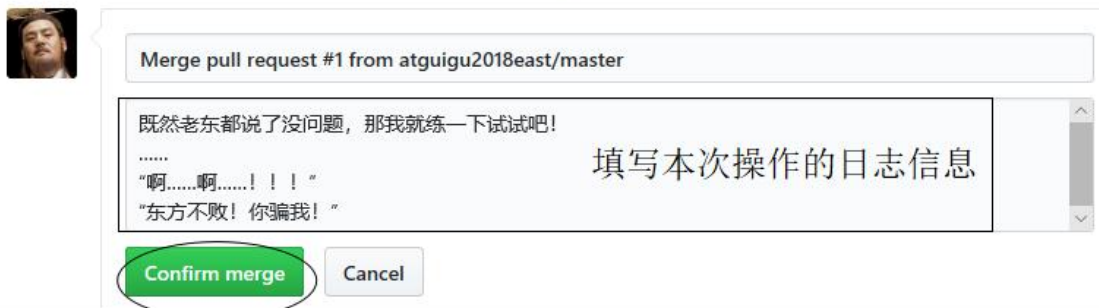 Merge pull request #1 from atguigu2018east/master
既然老东都说了没问题，那我就练一下试试吧！
......
“啊......啊......！！！”
“东方不败！你骗我！”
填写本次操作的日志信息
Confirm merge
Cancel